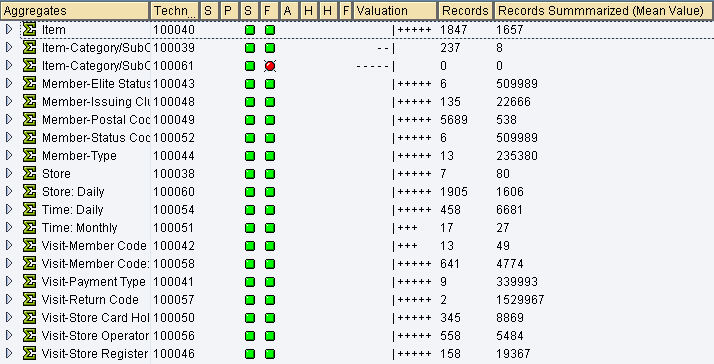 Aggregates Techn.. S P S F A H H F Valuation Records Records Summmarized (Mean Value)
Item 100040 |+++++ 1847 1657
Item-Category/SubC 100039 --| 237 8
Item-Category/SubC 100061 -----| 0 0
Member-Elite Status 100043 |+++++ 6 509989
Member-Issuing Clu 100048 |+++++ 135 22666
Member-Postal Coc 100049 |+++++ 5689 538
Member-Status Coc 100052 |+++++ 6 509989
Member-Type 100044 |+++++ 13 235380
Store 100038 |+++++ 7 80
Store: Daily 100060 |+++++ 1905 1606
Time: Daily 100054 |+++++ 458 6681
Time: Monthly 100051 |+++ 17 27
Visit-Member Code 100042 |+++ 13 49
Visit-Member Code: 100058 |+++++ 641 4774
Visit-Payment Type 100041 |+++++ 9 339993
Visit-Return Code 100057 |+++++ 2 1529967
Visit-Store Card Hol 100050 |+++++ 345 8869
Visit-Store Operator 100056 |+++++ 558 5484
Visit-Store Register 100046 |+++++ 158 19367